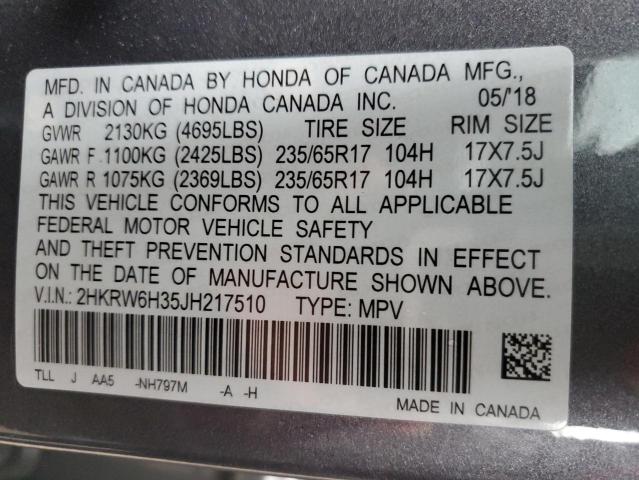 MFD. IN CANADA BY HONDA OF CANADA MFG.,
A DIVISION OF HONDA CANADA INC. 05/'18
GVWR 2130KG (4695LBS) TIRE SIZE RIM SIZE
GAWR F 1100KG (2425LBS) 235/65R17 104H 17X7.5J
GAWR R 1075KG (2369LBS) 235/65R17 104H 17X7.5J
THIS VEHICLE CONFORMS TO ALL APPLICABLE
FEDERAL MOTOR VEHICLE SAFETY
AND THEFT PREVENTION STANDARDS IN EFFECT
ON THE DATE OF MANUFACTURE SHOWN ABOVE.
V.I.N.: 2HKRW6H35JH217510 TYPE: MPV
TLL J AA5 -NH797M -A -H
MADE IN CANADA